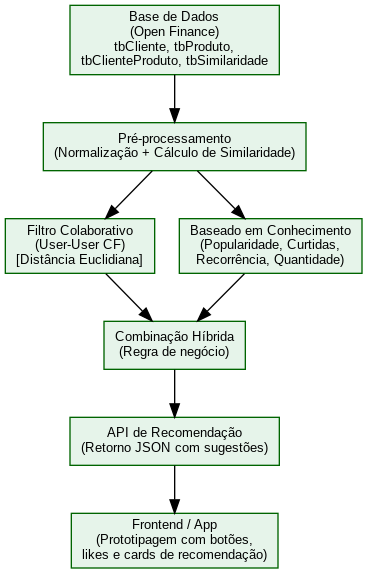 Base de Dados
(Open Finance)
tbCliente, tbProduto,
tbClienteProduto, tbSimilaridade
Pré-processamento
(Normalização + Cálculo de Similaridade)
Filtro Colaborativo
(User-User CF)
[Distância Euclidiana]
Baseado em Conhecimento
(Popularidade, Curtidas,
Recorrência, Quantidade)
Combinação Híbrida
(Regra de negócio)
API de Recomendação
(Retorno JSON com sugestões)
Frontend / App
(Prototipagem com botões,
likes e cards de recomendação)